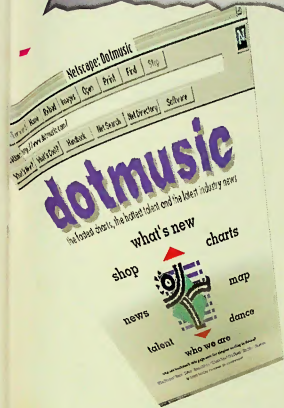 Netscape: Dotmusic
Home Reload Images Open Print Find Stop
N
What's New? What's Cool? Handbook Net Search Net Directory Software
dotmusic
the fastest charts, the hottest talent and the latest industry news
what's new
shop charts
news map
talent dance
who we are